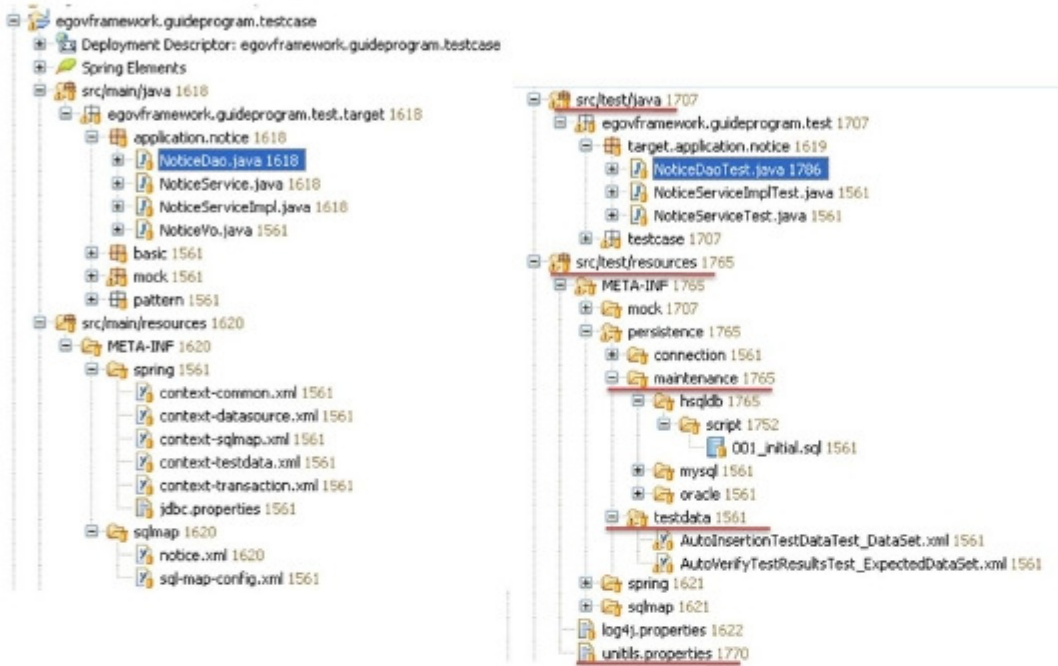 egovframework.guideprogram.testcase
Deployment Descriptor: egovframework.guideprogram.testcase
Spring Elements
src/main/java 1618
egovframework.guideprogram.test.target 1618
application.notice 1618
NoticeDao.java 1618
NoticeService.java 1618
NoticeServiceImpl.java 1618
NoticeVo.java 1561
basic 1561
mock 1561
pattern 1561
src/main/resources 1620
META-INF 1620
spring 1561
context-common.xml 1561
context-datasource.xml 1561
context-sqlmap.xml 1561
context-testdata.xml 1561
context-transaction.xml 1561
jdbc.properties 1561
sqlmap 1620
notice.xml 1620
sql-map-config.xml 1561
src/test/java 1707
egovframework.guideprogram.test 1707
target.application.notice 1619
NoticeDaoTest.java 1786
NoticeServiceImplTest.java 1561
NoticeServiceTest.java 1561
testcase 1707
src/test/resources 1765
META-INF 1765
mock 1707
persistence 1765
connection 1561
maintenance 1765
hsqldb 1765
script 1752
001_initial.sql 1561
mysql 1561
oracle 1561
testdata 1561
AutoInsertionTestDataTest_DataSet.xml 1561
AutoVerifyTestResultsTest_ExpectedDataSet.xml 1561
spring 1621
sqlmap 1621
log4j.properties 1622
unitils.properties 1770